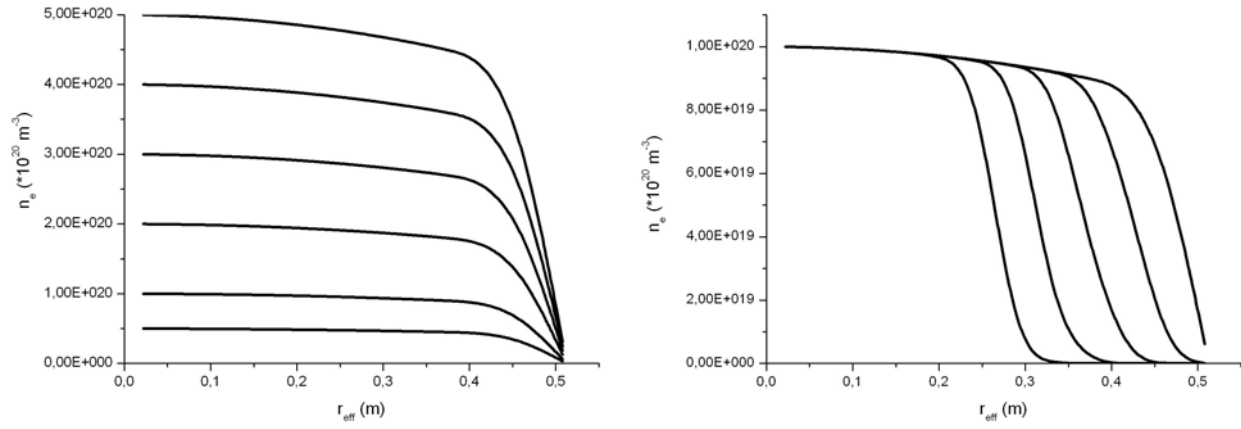 5,00E+020
4,00E+020
3,00E+020
2,00E+020
1,00E+020
0,00E+000
n_e (*10^20 m^-3)
0,0 0,1 0,2 0,3 0,4 0,5
r_eff (m)
1,00E+020
8,00E+019
6,00E+019
4,00E+019
2,00E+019
0,00E+000
n_e (*10^20 m^-3)
0,0 0,1 0,2 0,3 0,4 0,5
r_eff (m)